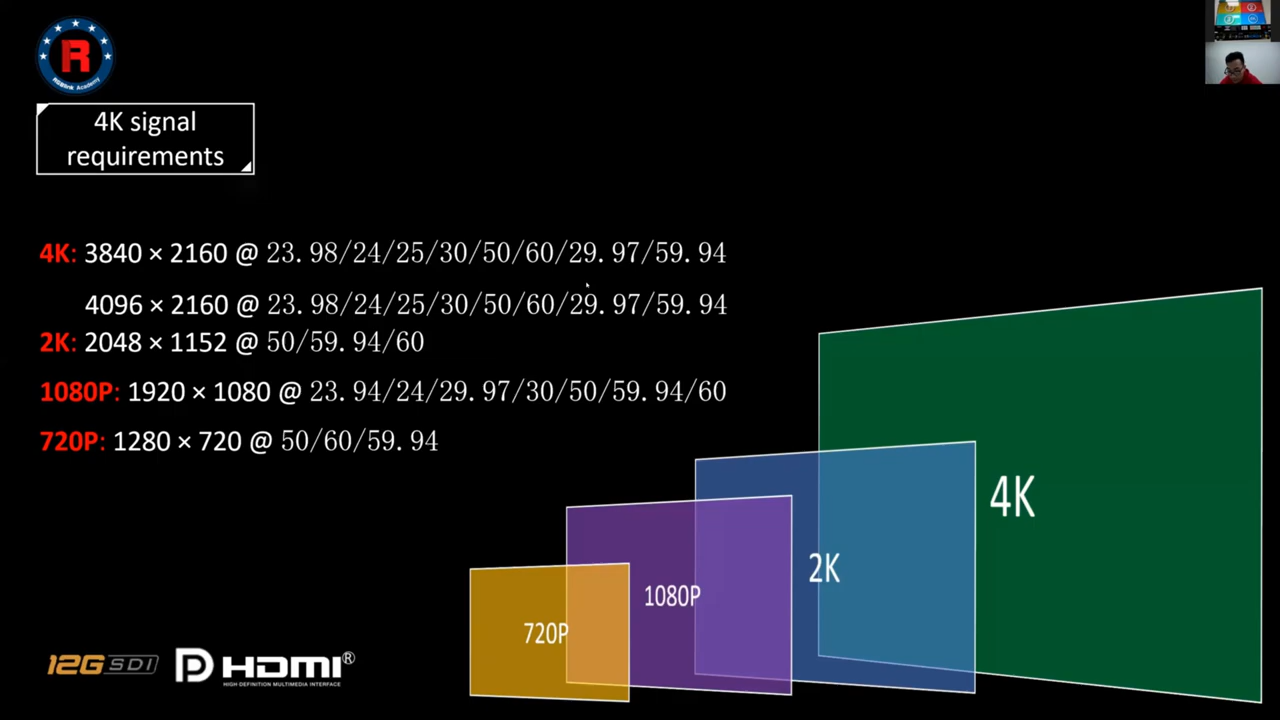 R
RGBlink Academy
4K signal
requirements
4K: 3840 × 2160 @ 23.98/24/25/30/50/60/29.97/59.94
4096 × 2160 @ 23.98/24/25/30/50/60/29.97/59.94
2K: 2048 × 1152 @ 50/59.94/60
1080P: 1920 × 1080 @ 23.94/24/29.97/30/50/59.94/60
720P: 1280 × 720 @ 50/60/59.94
4K
2K
1080P
720P
12G SDI
HDMI®
HIGH DEFINITION MULTIMEDIA INTERFACE